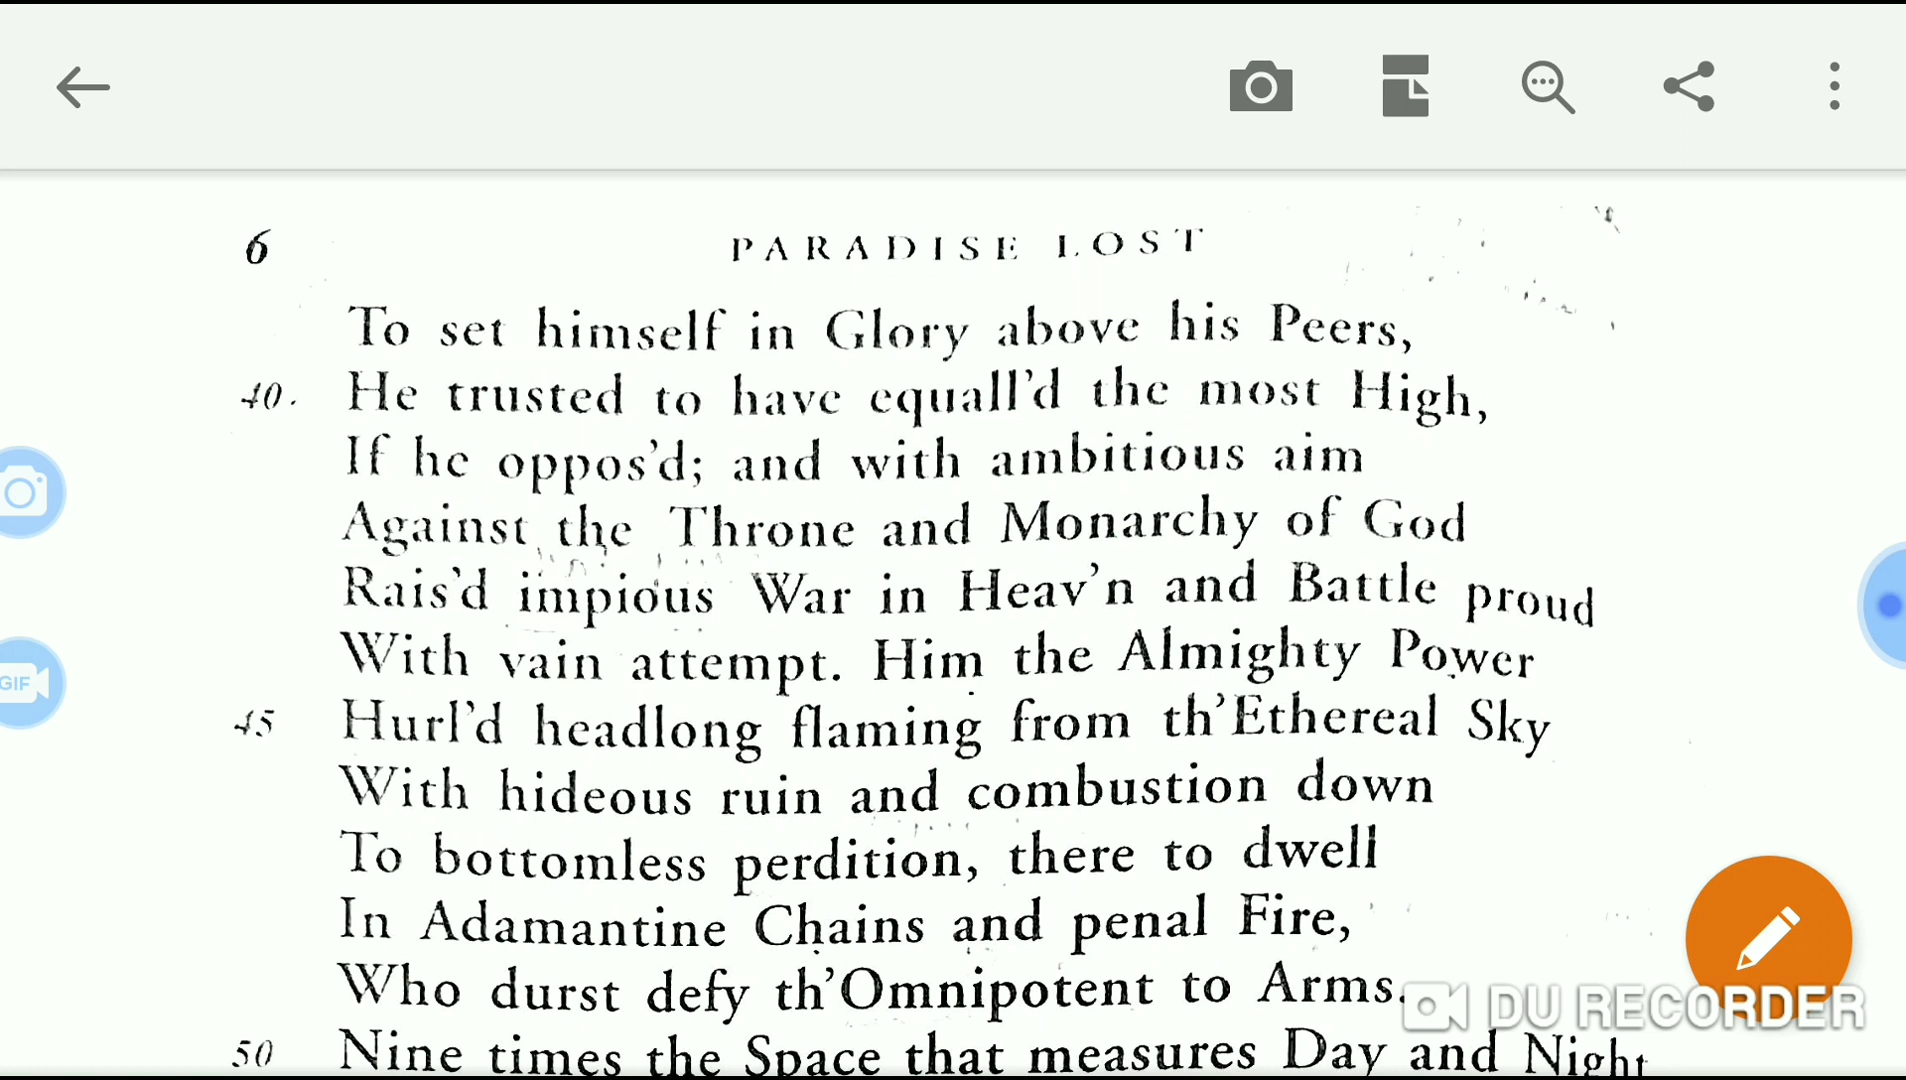 6 PARADISE LOST
To set himself in Glory above his Peers,
40. He trusted to have equall'd the most High,
If he oppos'd; and with ambitious aim
Against the Throne and Monarchy of God
Rais'd impious War in Heav'n and Battle proud
With vain attempt. Him the Almighty Power
45 Hurl'd headlong flaming from th'Ethereal Sky
With hideous ruin and combustion down
To bottomless perdition, there to dwell
In Adamantine Chains and penal Fire,
Who durst defy th'Omnipotent to Arms.
50 Nine times the Space that measures Day and Night
GIF
DU RECORDER